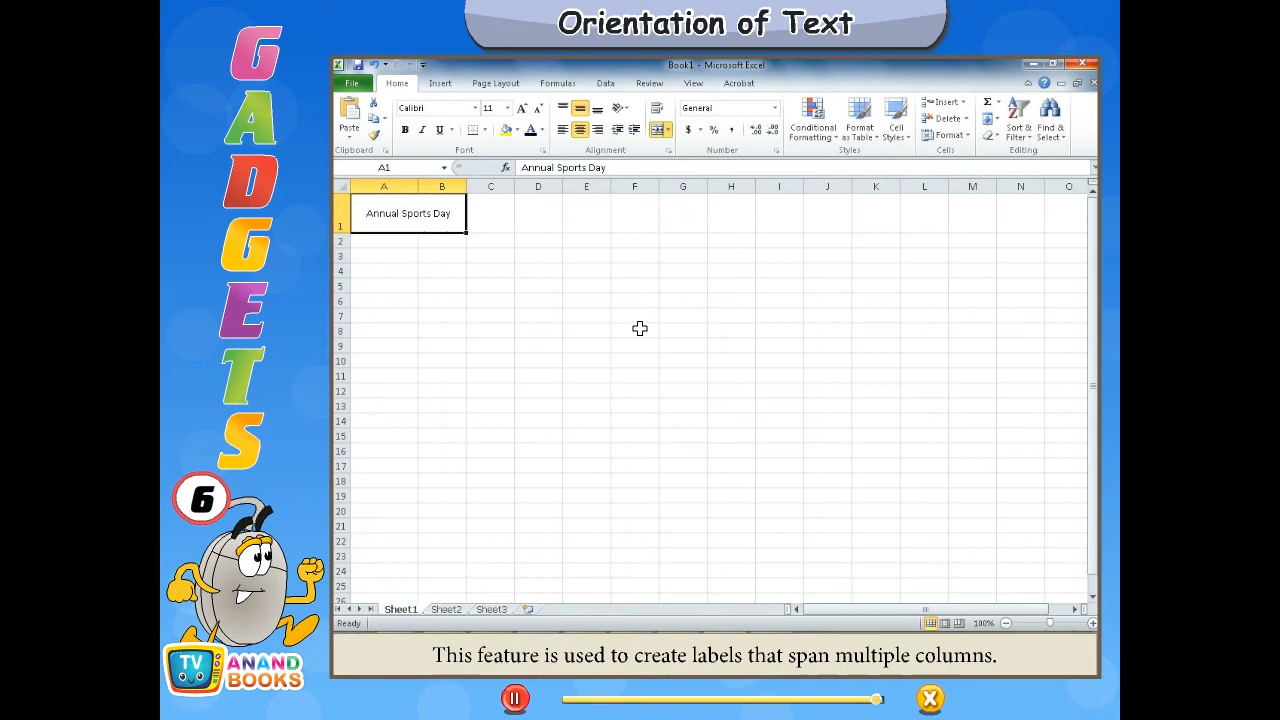 Orientation of Text
GADGETS
6
TV
ANAND
BOOKS
Book1 - Microsoft Excel
File Home Insert Page Layout Formulas Data Review View Acrobat
Paste
Calibri 11
B I U
General
$ % ,
Conditional Formatting
Format as Table
Cell Styles
Insert
Delete
Format
Σ
Sort & Filter
Find & Select
Clipboard Font Alignment Number Styles Cells Editing
A1 fx Annual Sports Day
A B C D E F G H I J K L M N O
1 Annual Sports Day
2
3
4
5
6
7
8
9
10
11
12
13
14
15
16
17
18
19
20
21
22
23
24
25
26
Sheet1 Sheet2 Sheet3
Ready 100%
This feature is used to create labels that span multiple columns.